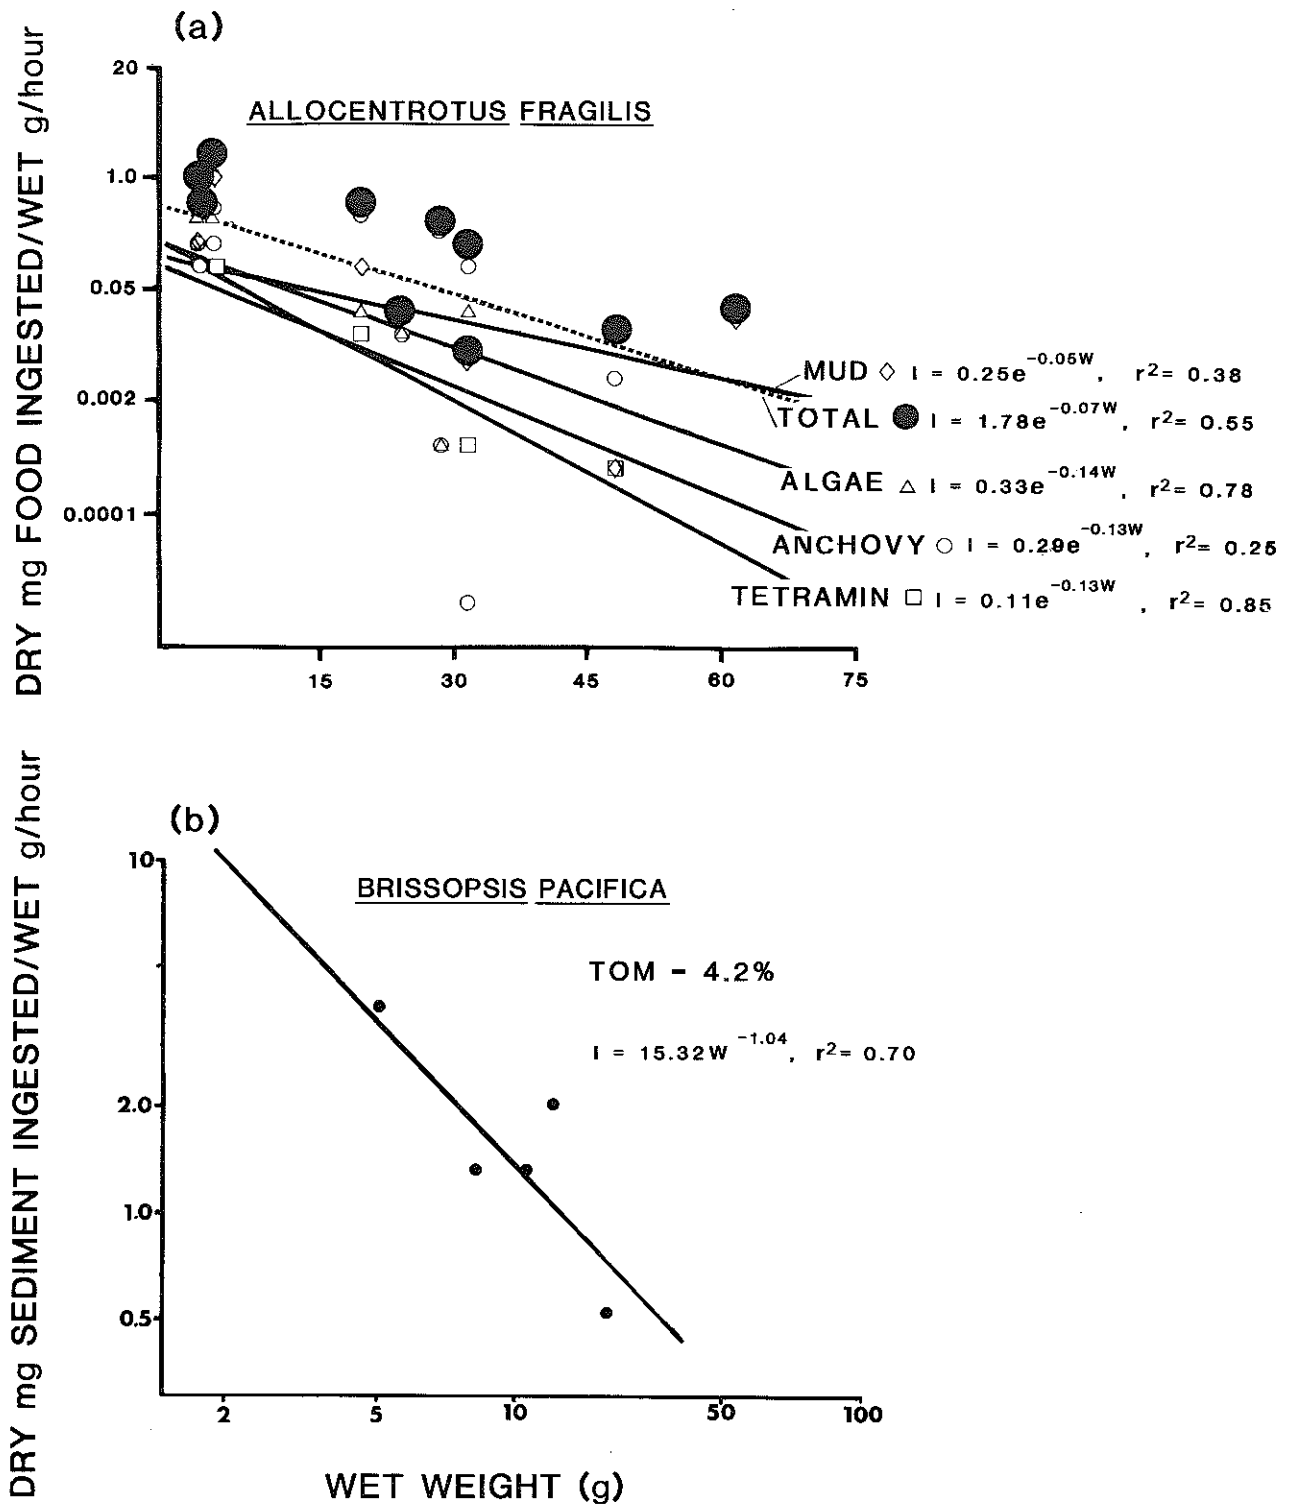 (a)
DRY mg FOOD INGESTED/WET g/hour
ALLOCENTROTUS FRAGILIS
20
1.0
0.05
0.002
0.0001
MUD ◇ I = 0.25e^-0.05W, r²= 0.38
TOTAL ● I = 1.78e^-0.07W, r²= 0.55
ALGAE △ I = 0.33e^-0.14W, r²= 0.78
ANCHOVY ○ I = 0.29e^-0.13W, r²= 0.25
TETRAMIN □ I = 0.11e^-0.13W, r²= 0.85
15 30 45 60 75
(b)
DRY mg SEDIMENT INGESTED/WET g/hour
BRISSOPSIS PACIFICA
TOM - 4.2%
I = 15.32W^-1.04, r²= 0.70
10
2.0
1.0
0.5
2 5 10 50 100
WET WEIGHT (g)